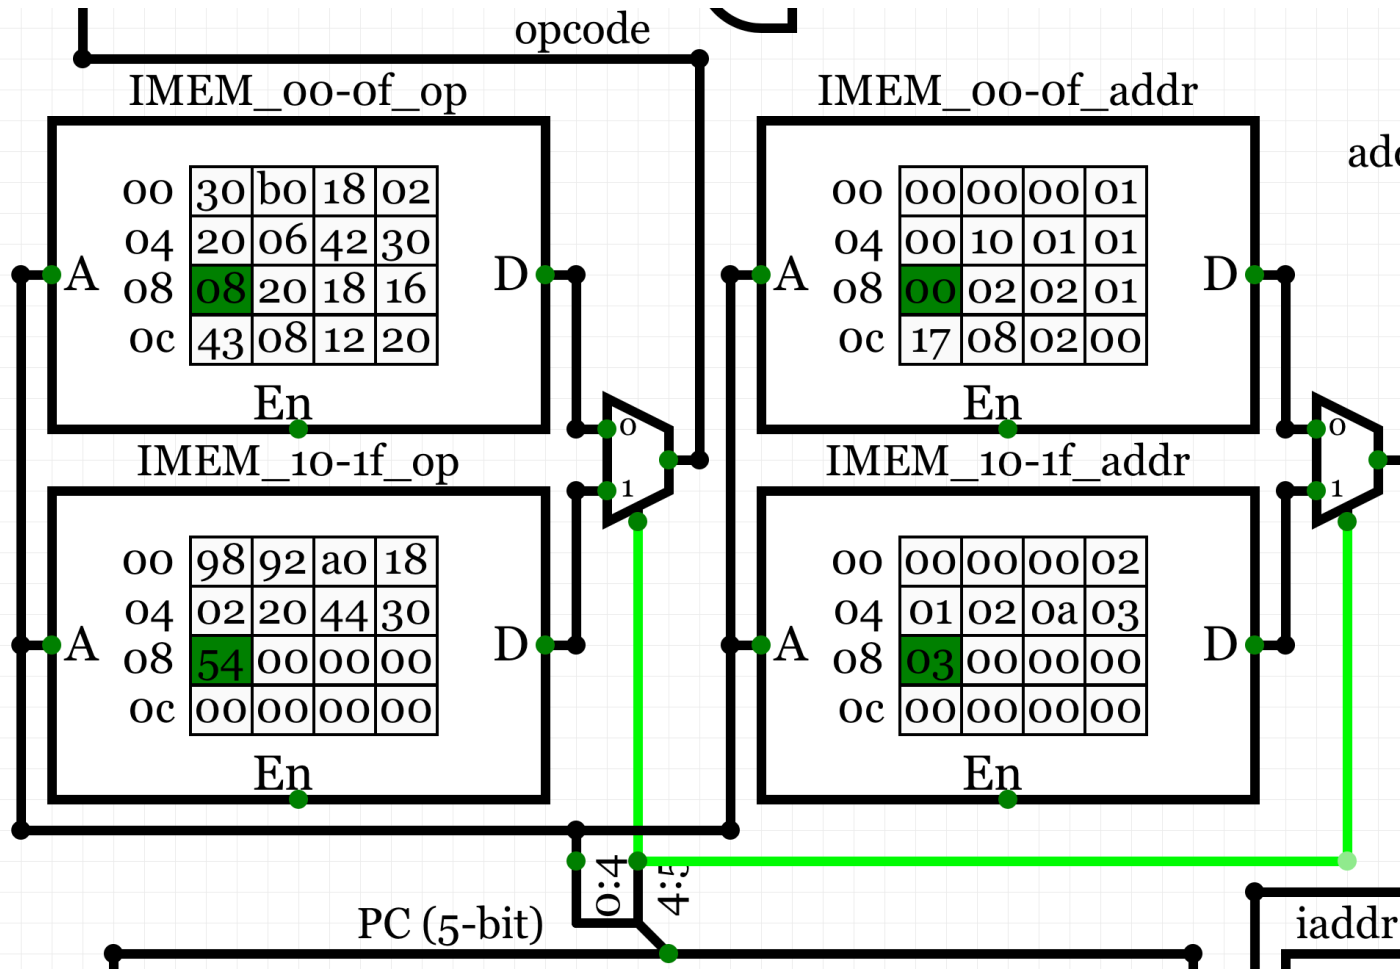 opcode
IMEM_00-0f_op
00 30 b0 18 02
04 20 06 42 30
A 08 08 20 18 16 D
0c 43 08 12 20
En
0
1
IMEM_10-1f_op
00 98 92 a0 18
04 02 20 44 30
A 08 54 00 00 00 D
0c 00 00 00 00
En
IMEM_00-0f_addr
00 00 00 00 01
04 00 10 01 01
A 08 00 02 02 01 D
0c 17 08 02 00
En
0
1
IMEM_10-1f_addr
00 00 00 00 02
04 01 02 0a 03
A 08 03 00 00 00 D
0c 00 00 00 00
En
0:4
4:5
PC (5-bit)
iaddr